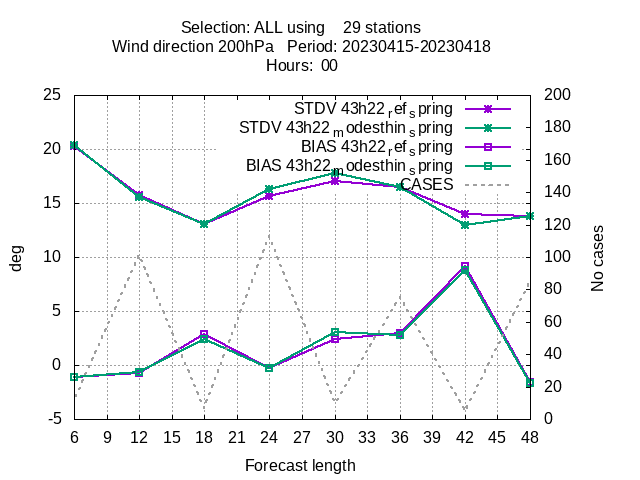 Selection: ALL using    29 stations
Wind direction 200hPa   Period: 20230415-20230418
Hours:  00
deg
No cases
25
20
15
10
5
0
-5
200
180
160
140
120
100
80
60
40
20
0
STDV 43h22_ref_spring
STDV 43h22_modesthin_spring
BIAS 43h22_ref_spring
BIAS 43h22_modesthin_spring
CASES
6 9 12 15 18 21 24 27 30 33 36 39 42 45 48
Forecast length